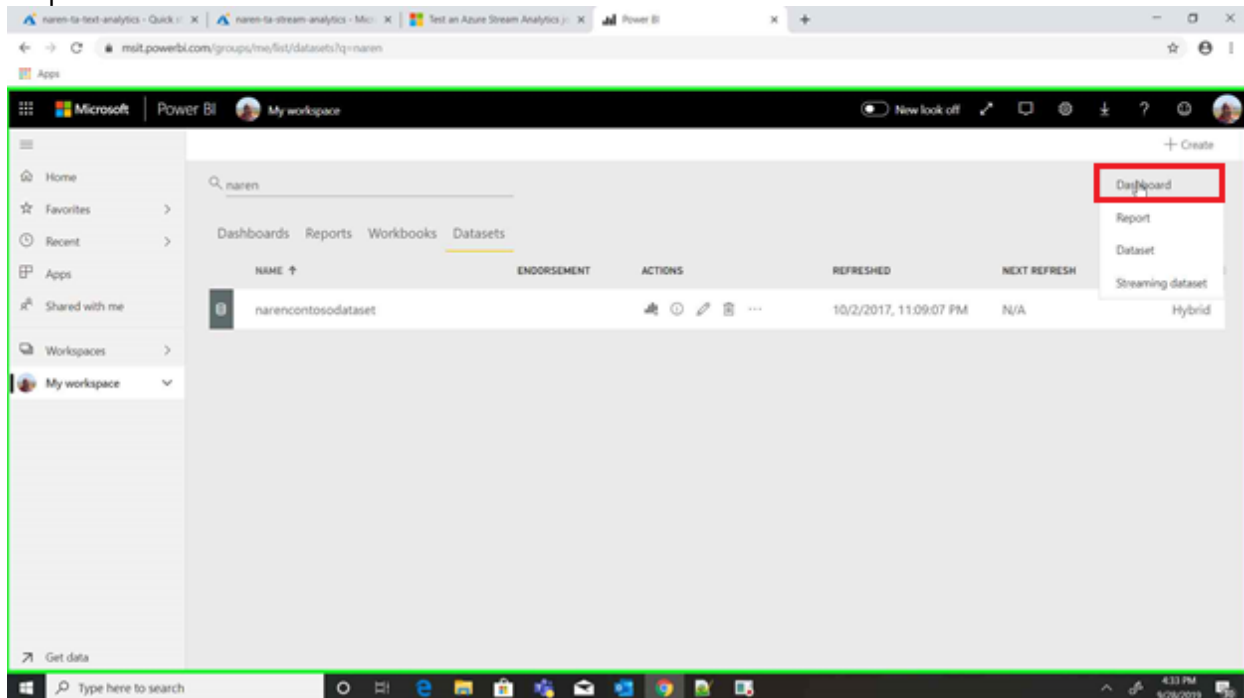 naren-ta-text-analytics - Quick s
naren-ta-stream-analytics - Mic
Test an Azure Stream Analytics j
Power BI
msit.powerbi.com/groups/me/list/datasets?q=naren
Apps
Microsoft Power BI My workspace New look off
+ Create
Home
Favorites
Recent
Apps
Shared with me
Workspaces
My workspace
Get data
naren
Dashboards Reports Workbooks Datasets
NAME ↑ ENDORSEMENT ACTIONS REFRESHED NEXT REFRESH
narencontosodataset 10/2/2017, 11:09:07 PM N/A Hybrid
Dashboard
Report
Dataset
Streaming dataset
Type here to search
4:33 PM
9/28/2019